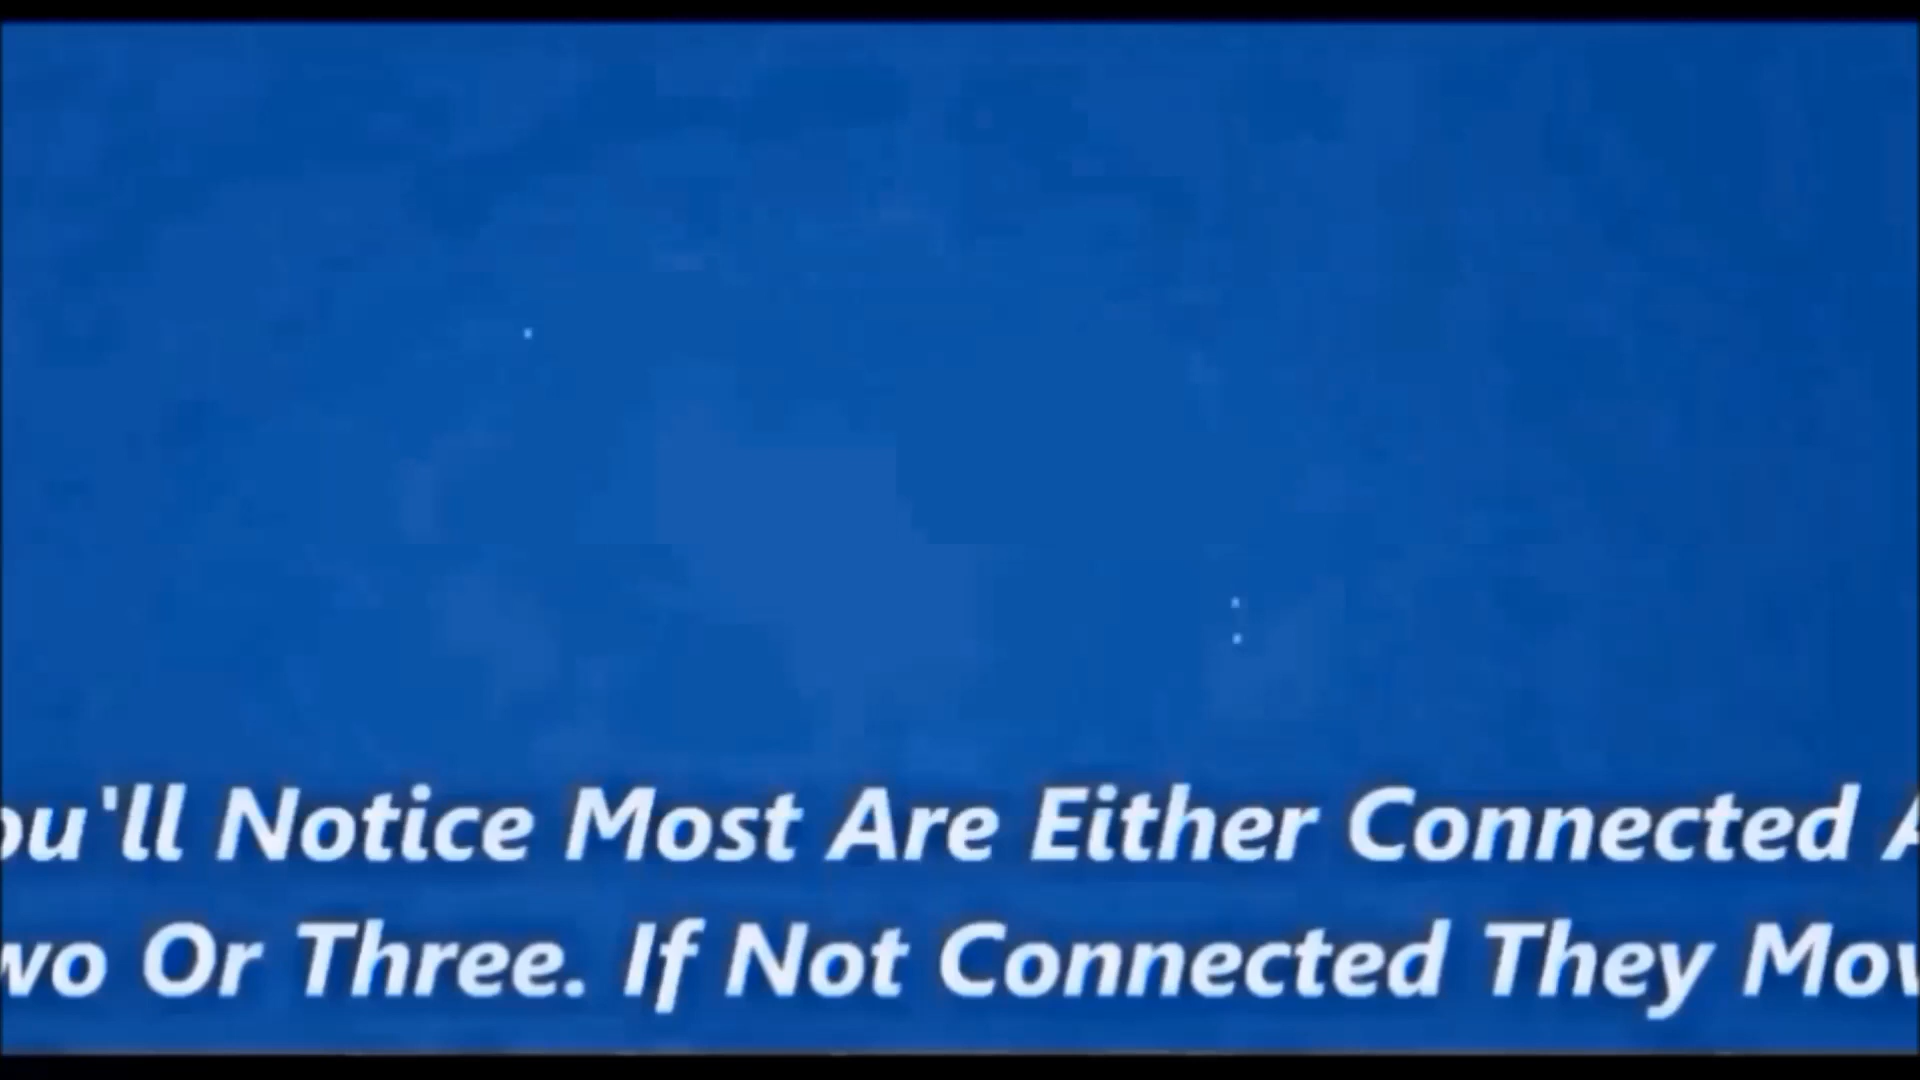 ou'll Notice Most Are Either Connected A
wo Or Three. If Not Connected They Mov